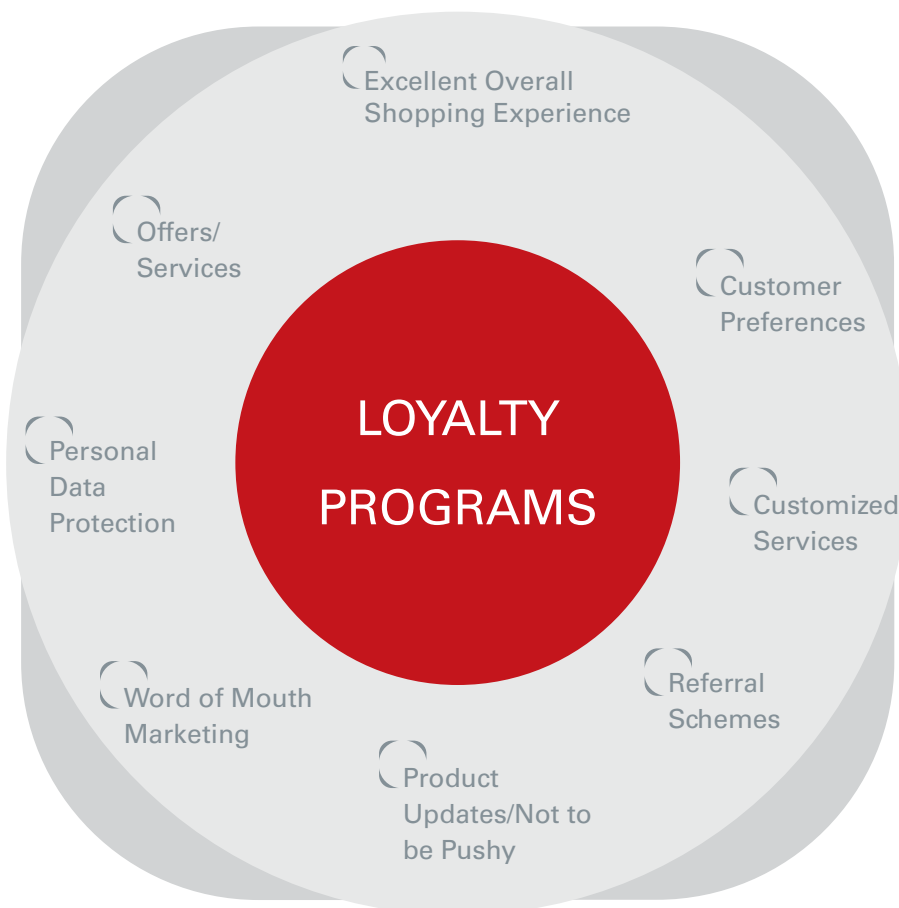 Excellent Overall
Shopping Experience
Offers/
Services
Customer
Preferences
LOYALTY
PROGRAMS
Personal
Data
Protection
Customized
Services
Word of Mouth
Marketing
Referral
Schemes
Product
Updates/Not to
be Pushy